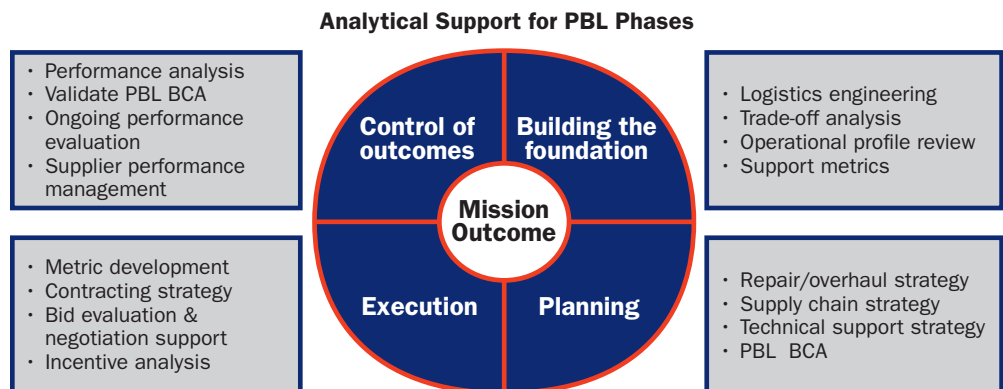 Analytical Support for PBL Phases
· Performance analysis
· Validate PBL BCA
· Ongoing performance
evaluation
· Supplier performance
management
Control of
outcomes
Building the
foundation
· Logistics engineering
· Trade-off analysis
· Operational profile review
· Support metrics
Mission
Outcome
· Metric development
· Contracting strategy
· Bid evaluation &
negotiation support
· Incentive analysis
Execution
Planning
· Repair/overhaul strategy
· Supply chain strategy
· Technical support strategy
· PBL BCA